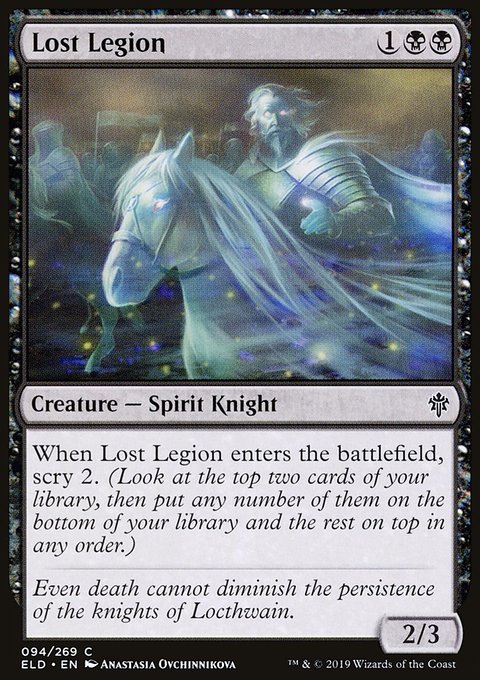 Lost Legion 1
Creature — Spirit Knight
When Lost Legion enters the battlefield,
scry 2. (Look at the top two cards of your
library, then put any number of them on the
bottom of your library and the rest on top in
any order.)
Even death cannot diminish the persistence
of the knights of Locthwain.
2/3
094/269 C
ELD • EN Anastasia Ovchinnikova
™ & © 2019 Wizards of the Coast